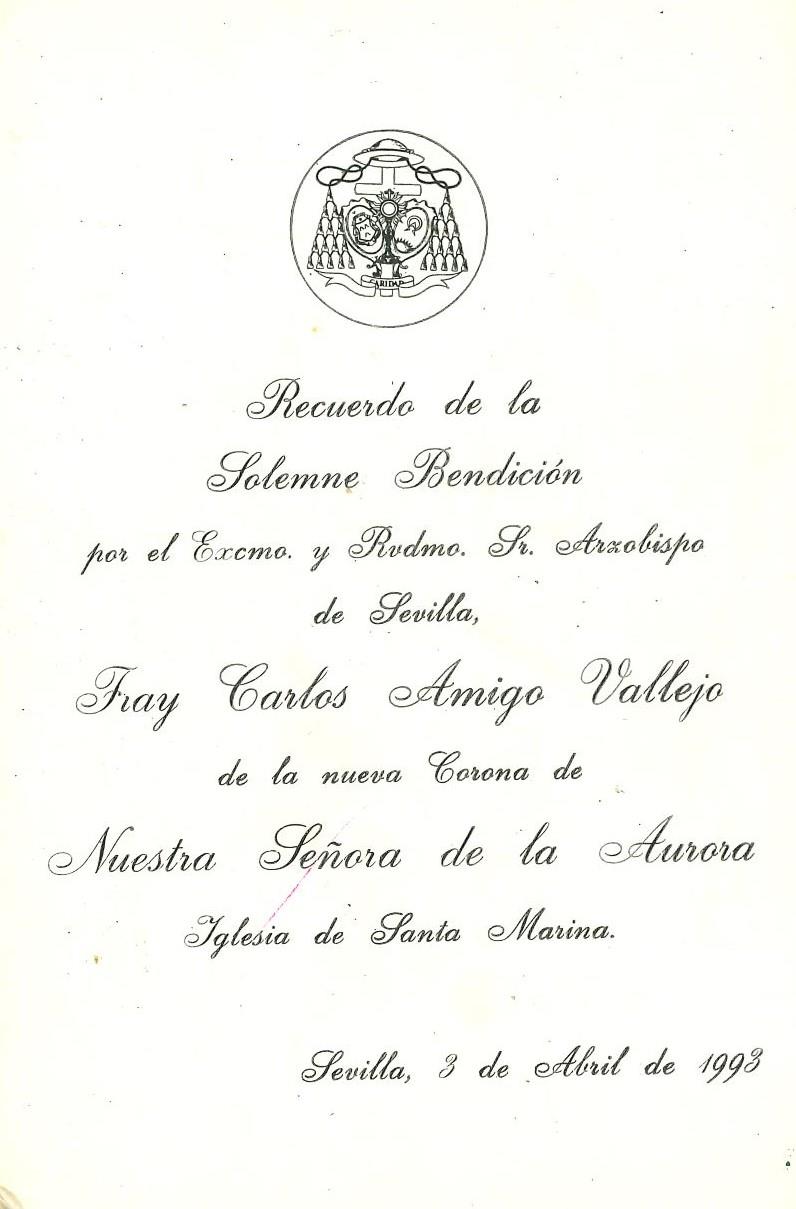 CARIDAD
Recuerdo de la
Solemne Bendición
por el Excmo. y Rvdmo. Sr. Arzobispo
de Sevilla,
Fray Carlos Amigo Vallejo
de la nueva Corona de
Nuestra Señora de la Aurora
Iglesia de Santa Marina.
Sevilla, 3 de Abril de 1993